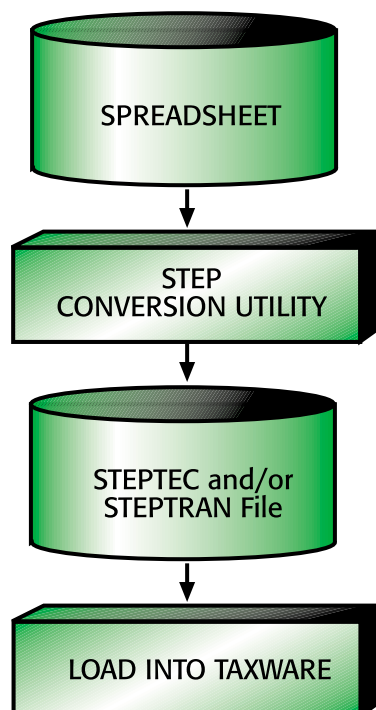 SPREADSHEET
STEP
CONVERSION UTILITY
STEPTEC and/or
STEPTRAN File
LOAD INTO TAXWARE